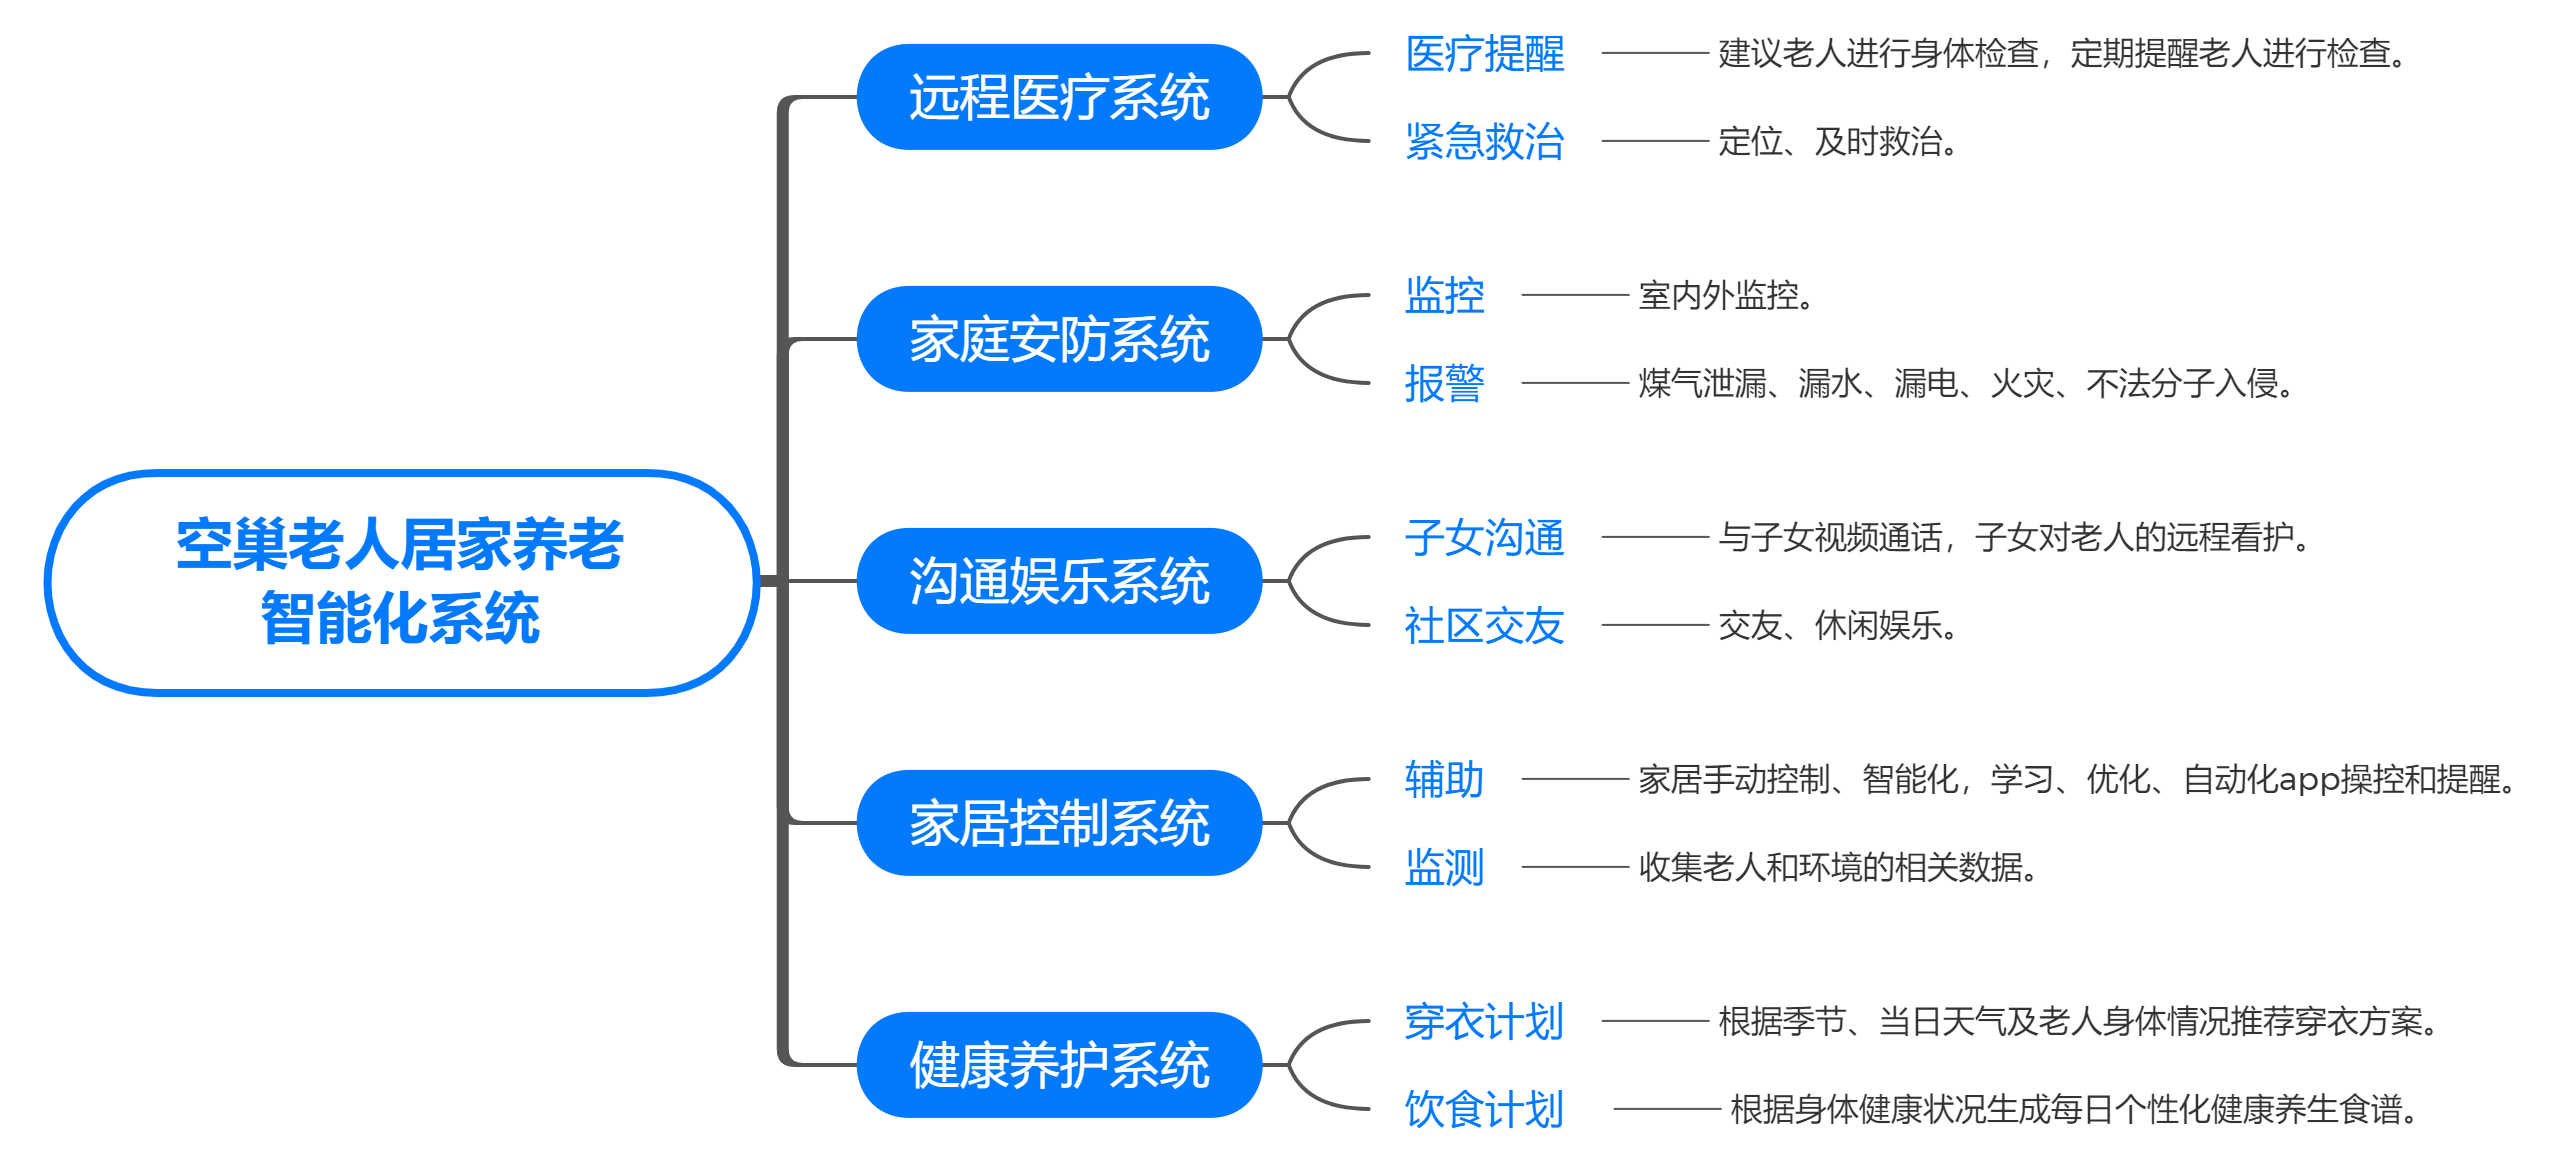 空巢老人居家养老
智能化系统
远程医疗系统
医疗提醒
建议老人进行身体检查，定期提醒老人进行检查。
紧急救治
定位、及时救治。
家庭安防系统
监控
室内外监控。
报警
煤气泄漏、漏水、漏电、火灾、不法分子入侵。
沟通娱乐系统
子女沟通
与子女视频通话，子女对老人的远程看护。
社区交友
交友、休闲娱乐。
家居控制系统
辅助
家居手动控制、智能化，学习、优化、自动化app操控和提醒。
监测
收集老人和环境的相关数据。
健康养护系统
穿衣计划
根据季节、当日天气及老人身体情况推荐穿衣方案。
饮食计划
根据身体健康状况生成每日个性化健康养生食谱。